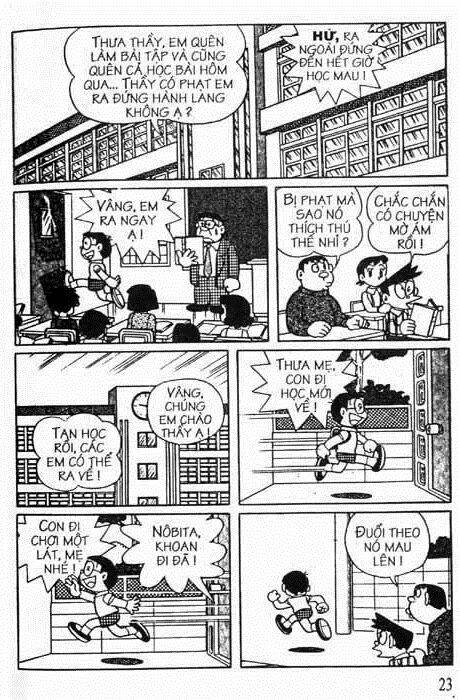 THƯA THẦY, EM QUÊN
LÀM BÀI TẬP VÀ CŨNG
QUÊN CẢ HỌC BÀI HÔM
QUA... THẦY CÓ PHẠT EM
RA ĐỨNG HÀNH LANG
KHÔNG Ạ ?
HỨ, RA
NGOÀI ĐỨNG
ĐẾN HẾT GIỜ
HỌC MAU !
VÂNG, EM
RA NGAY
Ạ !
BỊ PHẠT MÀ
SAO NÓ
THÍCH THÚ
THẾ NHỈ ?
CHẮC CHẮN
CÓ CHUYỆN
MỜ ÁM
RỒI !
TAN HỌC
RỒI, CÁC
EM CÓ THỂ
RA VỀ !
VÂNG,
CHÚNG
EM CHÀO
THẦY Ạ !
THƯA MẸ,
CON ĐI
HỌC MỚI
VỀ !
CON ĐI
CHƠI MỘT
LÁT, MẸ
NHÉ !
NÔBITA,
KHOAN
ĐI ĐÃ !
ĐUỔI THEO
NÓ MAU
LÊN !
23